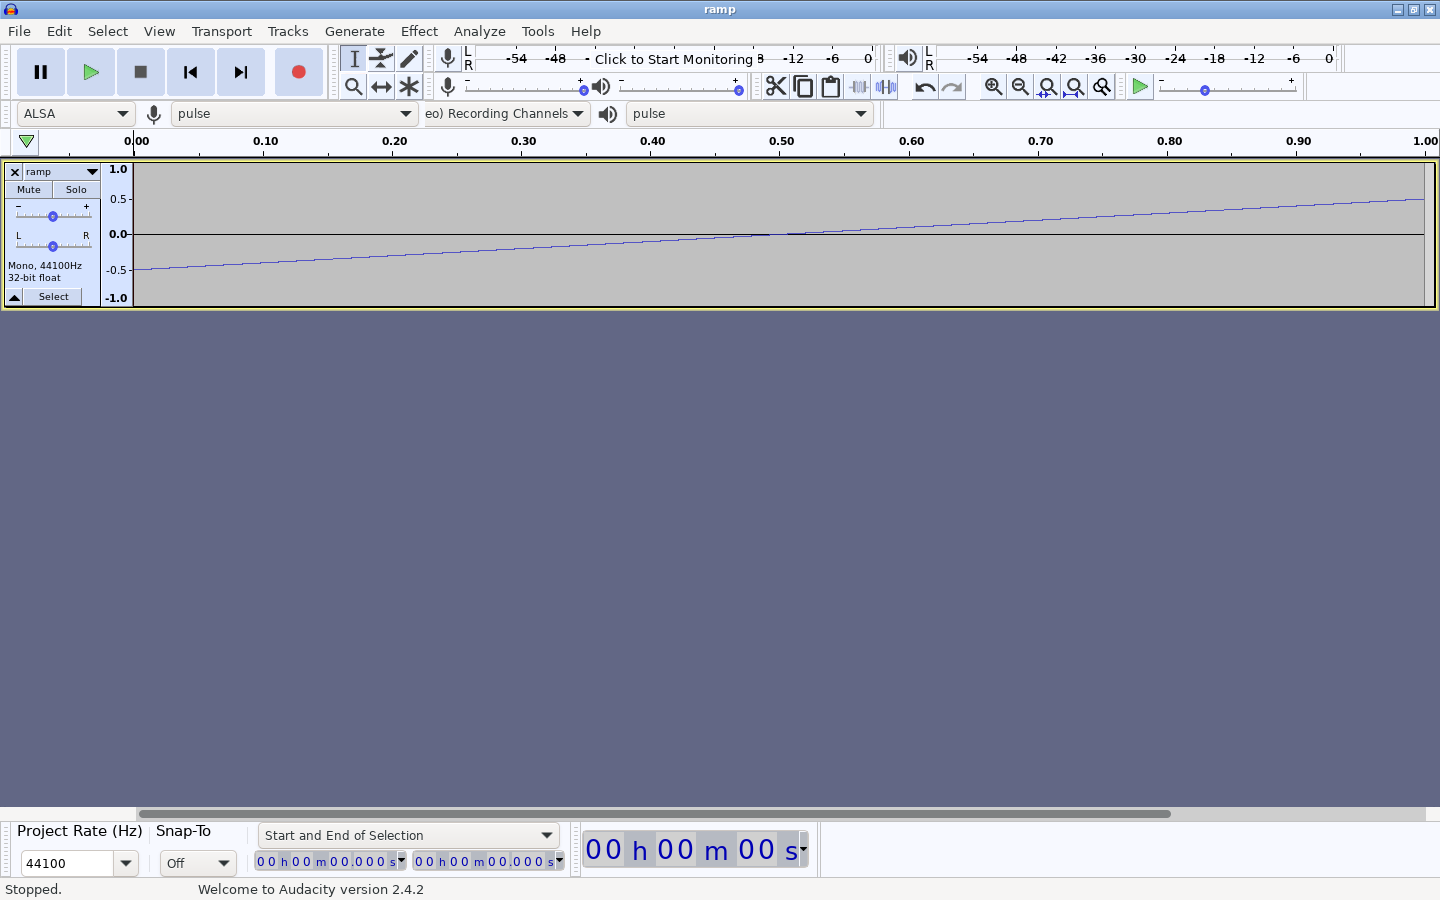 ramp
File Edit Select View Transport Tracks Generate Effect Analyze Tools Help
L -54 -48 - Click to Start Monitoring -12 -6 0 L -54 -48 -42 -36 -30 -24 -18 -12 -6 0
R R
- + - + - +
ALSA pulse eo) Recording Channels pulse
0.00 0.10 0.20 0.30 0.40 0.50 0.60 0.70 0.80 0.90 1.00
ramp 1.0
Mute Solo 0.5
- +
L R 0.0
Mono, 44100Hz -0.5
32-bit float
Select -1.0
Project Rate (Hz) Snap-To Start and End of Selection
44100 Off 00 h 00 m 00.000 s 00 h 00 m 00.000 s 00 h 00 m 00 s
Stopped. Welcome to Audacity version 2.4.2